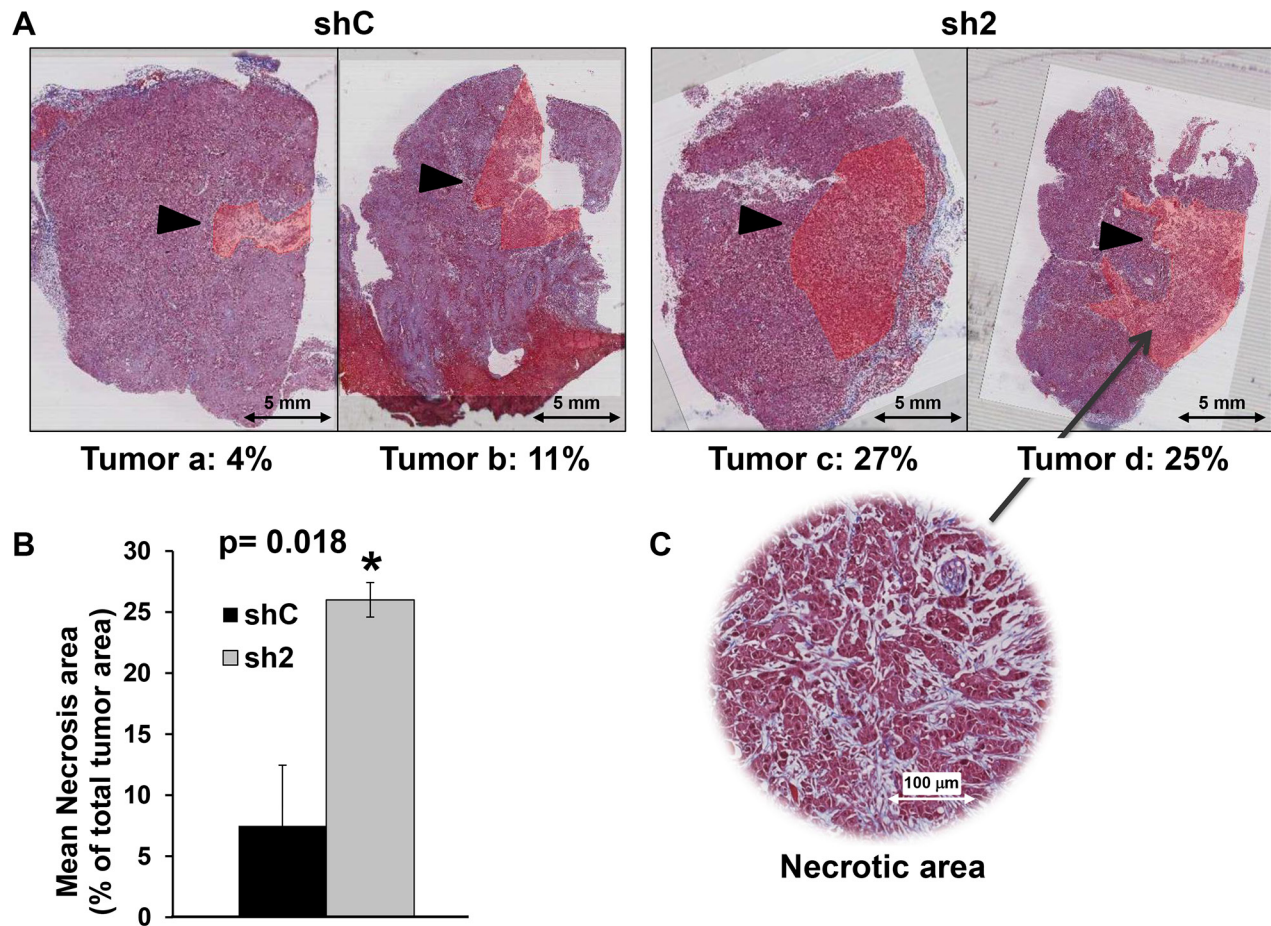 A
shC
sh2
5 mm
5 mm
5 mm
5 mm
Tumor a: 4%
Tumor b: 11%
Tumor c: 27%
Tumor d: 25%
B
p= 0.018
*
shC
sh2
Mean Necrosis area
(% of total tumor area)
30
25
20
15
10
5
0
C
100 μm
Necrotic area